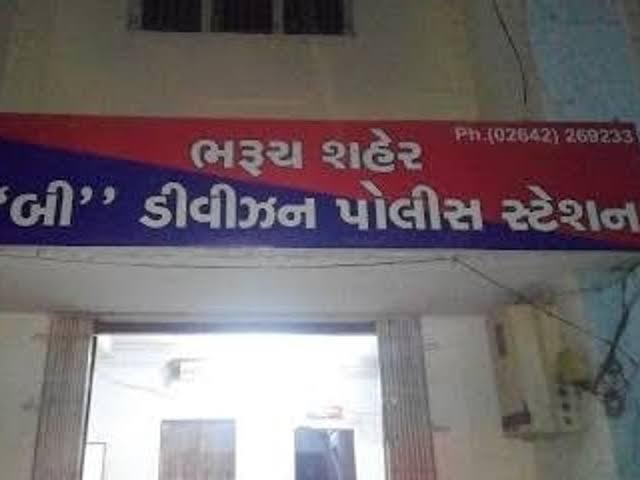 Ph.(02642) 269233
ભરૂચ શહેર
"બી" ડીવીઝન પોલીસ સ્ટેશન